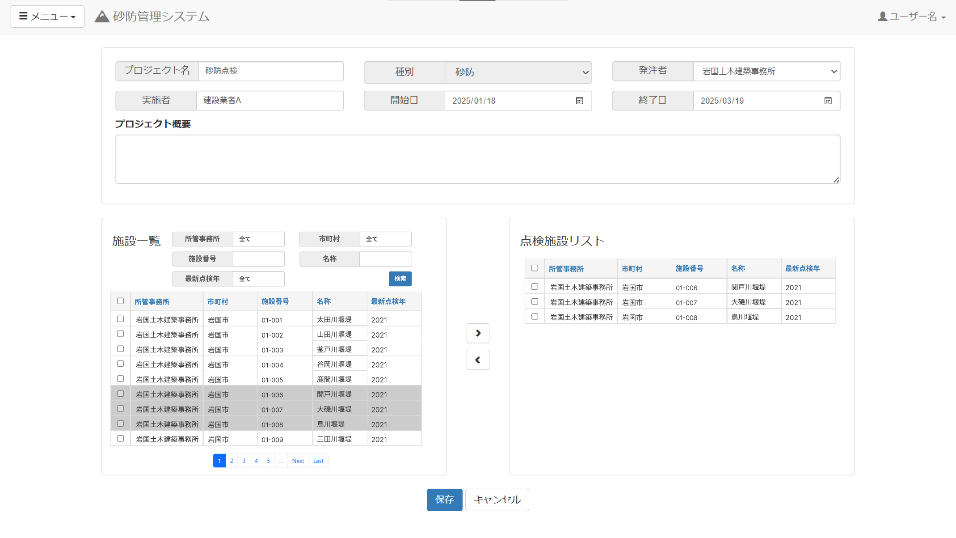 メニュー 砂防管理システム ユーザー名
プロジェクト名 砂防点検 種別 砂防 発注者 岩国土木建築事務所
実施者 建設業者A 開始日 2025/01/18 終了日 2025/03/19
プロジェクト概要
施設一覧 所管事務所 全て 市町村 全て
施設番号 名称
最新点検年 全て 検索
所管事務所 市町村 施設番号 名称 最新点検年
岩国土木建築事務所 岩国市 01-001 太田川堰堤 2021
岩国土木建築事務所 岩国市 01-002 山田川堰堤 2021
岩国土木建築事務所 岩国市 01-003 釜戸川堰堤 2021
岩国土木建築事務所 岩国市 01-004 谷岡川堰堤 2021
岩国土木建築事務所 岩国市 01-005 川堰堤 2021
岩国土木建築事務所 岩国市 01-006 関戸川堰堤 2021
岩国土木建築事務所 岩国市 01-007 大磯川堰堤 2021
岩国土木建築事務所 岩国市 01-008 川堰堤 2021
岩国土木建築事務所 岩国市 01-009 三田川堰堤 2021
1 2 3 4 5 ... Next Last
点検施設リスト
所管事務所 市町村 施設番号 名称 最新点検年
岩国土木建築事務所 岩国市 01-006 関戸川堰堤 2021
岩国土木建築事務所 岩国市 01-007 大磯川堰堤 2021
岩国土木建築事務所 岩国市 01-008 川堰堤 2021
保存 キャンセル